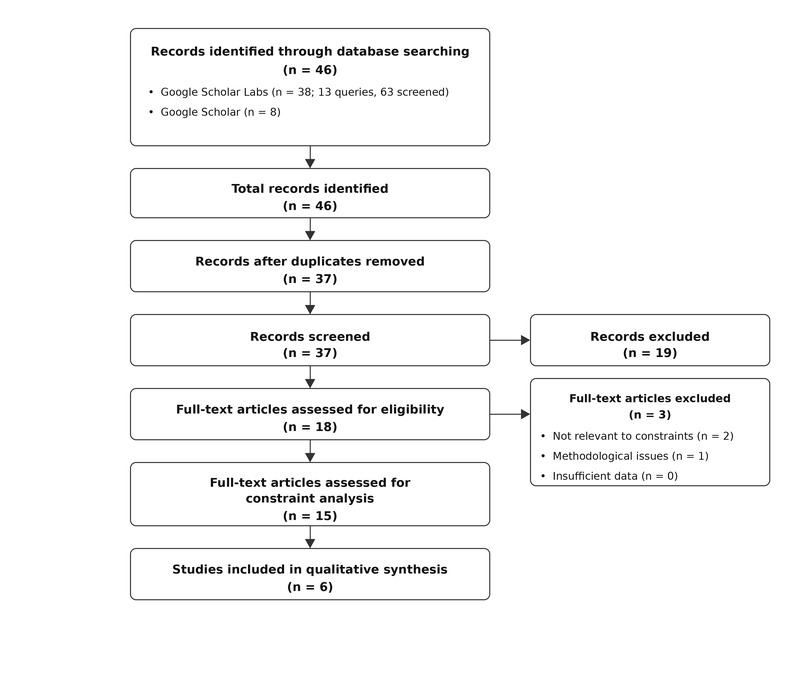 Records identified through database searching
(n = 46)
• Google Scholar Labs (n = 38; 13 queries, 63 screened)
• Google Scholar (n = 8)
Total records identified
(n = 46)
Records after duplicates removed
(n = 37)
Records screened
(n = 37)
Records excluded
(n = 19)
Full-text articles assessed for eligibility
(n = 18)
Full-text articles excluded
(n = 3)
• Not relevant to constraints (n = 2)
• Methodological issues (n = 1)
• Insufficient data (n = 0)
Full-text articles assessed for
constraint analysis
(n = 15)
Studies included in qualitative synthesis
(n = 6)